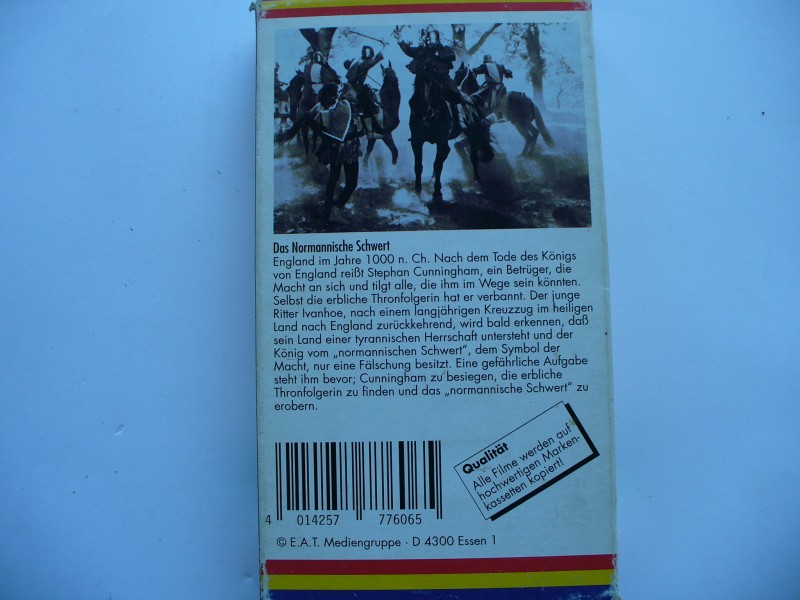 Das Normannische Schwert
England im Jahre 1000 n. Ch. Nach dem Tode des Königs
von England reißt Stephan Cunningham, ein Betrüger, die
Macht an sich und tilgt alle, die ihm im Wege sein könnten.
Selbst die erbliche Thronfolgerin hat er verbannt. Der junge
Ritter Ivanhoe, nach einem langjährigen Kreuzzug im heiligen
Land nach England zurückkehrend, wird bald erkennen, daß
sein Land einer tyrannischen Herrschaft untersteht und der
König vom „normannischen Schwert“, dem Symbol der
Macht, nur eine Fälschung besitzt. Eine gefährliche Aufgabe
steht ihm bevor; Cunningham zu besiegen, die erbliche
Thronfolgerin zu finden und das „normannische Schwert“ zu
erobern.
Qualität
Alle Filme werden auf
hochwertigen Marken-
kassetten kopiert!
4 014257 776065
© E.A.T. Mediengruppe · D 4300 Essen 1